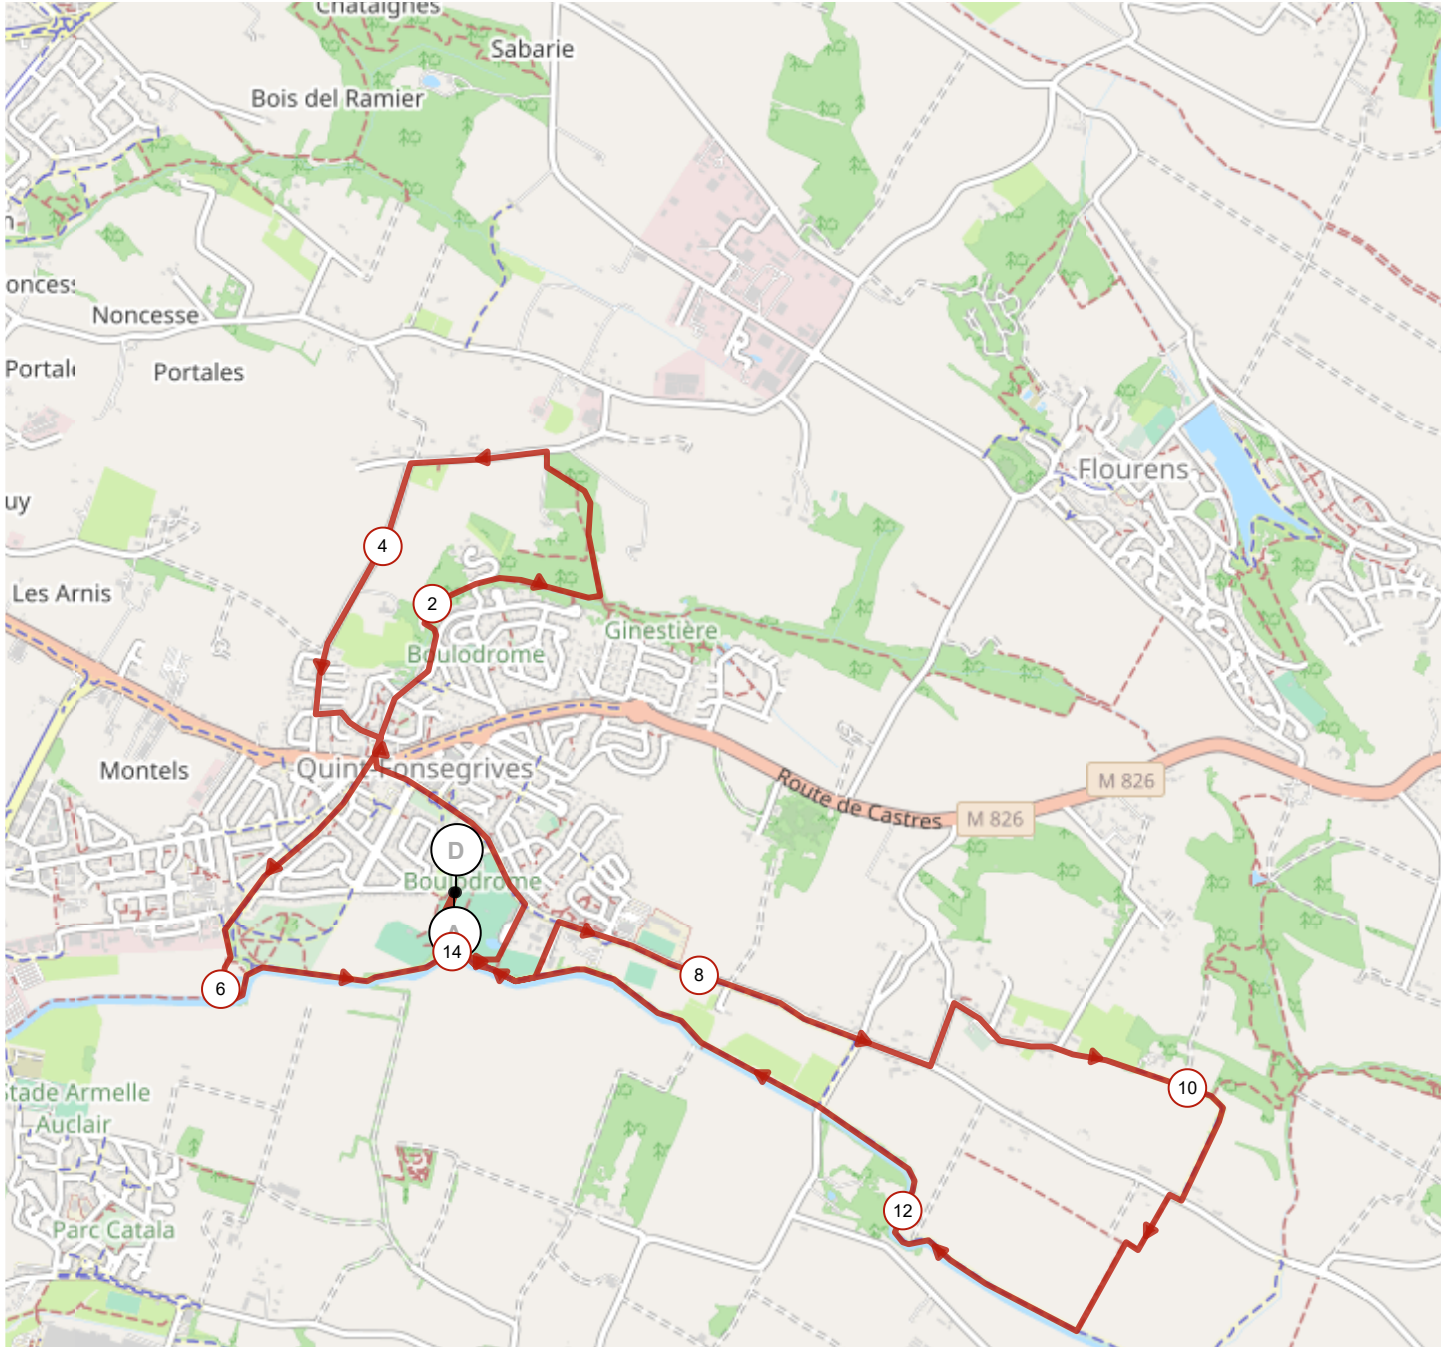 Chataignes
Sabarie
Bois del Ramier
Noncesse
Portales
Flourens
4
Les Arnis
2
Ginestière
Boulodrome
Montels
Quint-Fonsegrives
Route de Castres
M 826
M 826
D
Boulodrome
A
14
8
6
10
Stade Armelle
Auclair
12
Parc Catala